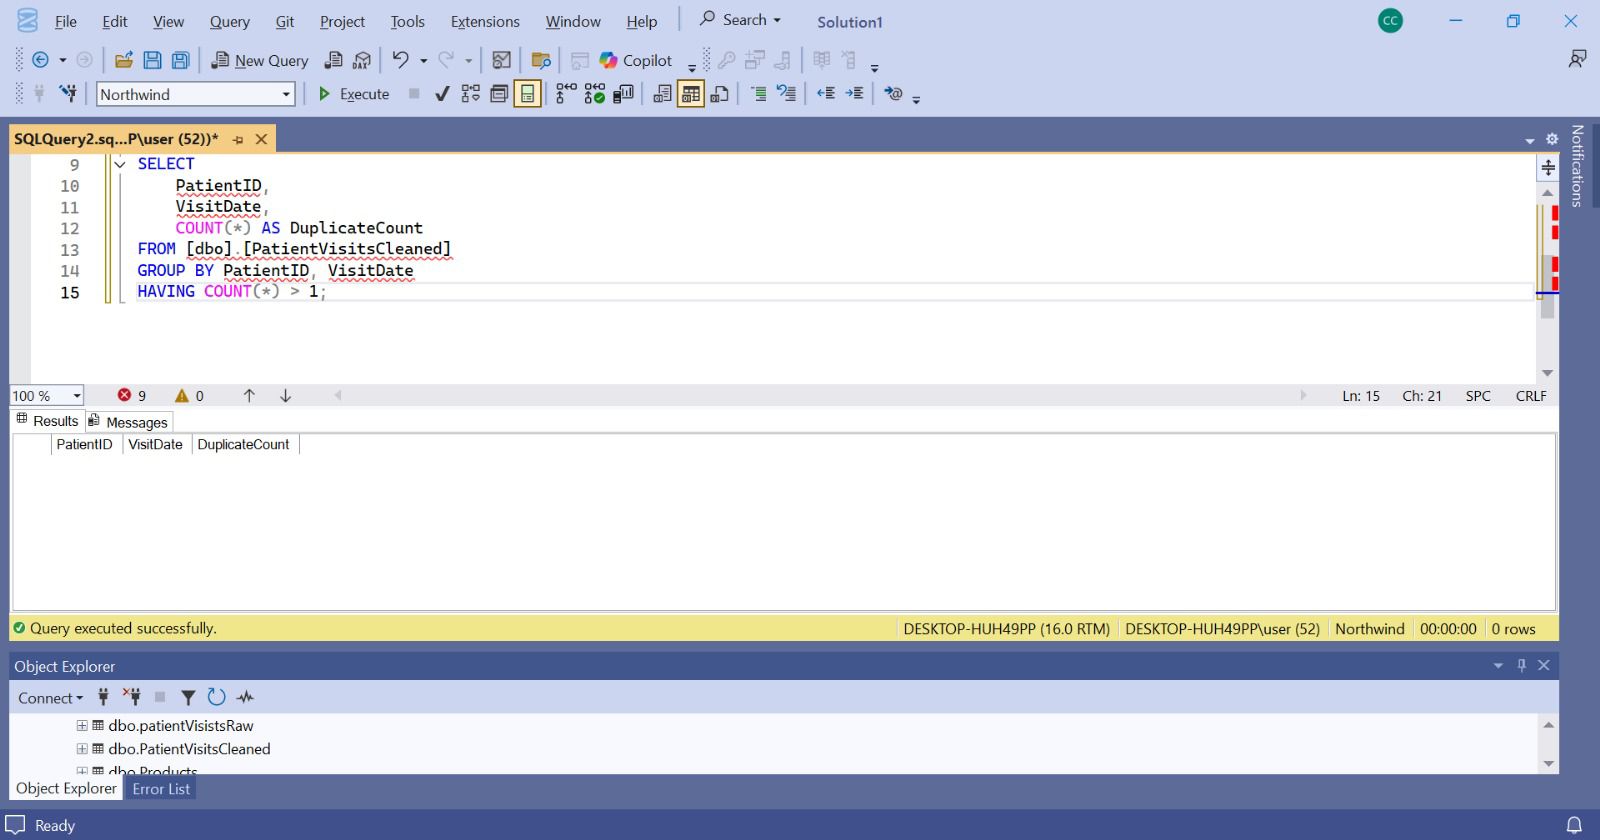 File Edit View Query Git Project Tools Extensions Window Help Search Solution1 CC
New Query DAX Copilot
Northwind Execute
SQLQuery2.sq...P\user (52))*
Notifications
9 SELECT
10 PatientID,
11 VisitDate,
12 COUNT(*) AS DuplicateCount
13 FROM [dbo].[PatientVisitsCleaned]
14 GROUP BY PatientID, VisitDate
15 HAVING COUNT(*) > 1;
100 % 9 0 Ln: 15 Ch: 21 SPC CRLF
Results Messages
PatientID VisitDate DuplicateCount
Query executed successfully. DESKTOP-HUH49PP (16.0 RTM) DESKTOP-HUH49PP\user (52) Northwind 00:00:00 0 rows
Object Explorer
Connect
dbo.patientVisistsRaw
dbo.PatientVisitsCleaned
dbo.Products
Object Explorer Error List
Ready